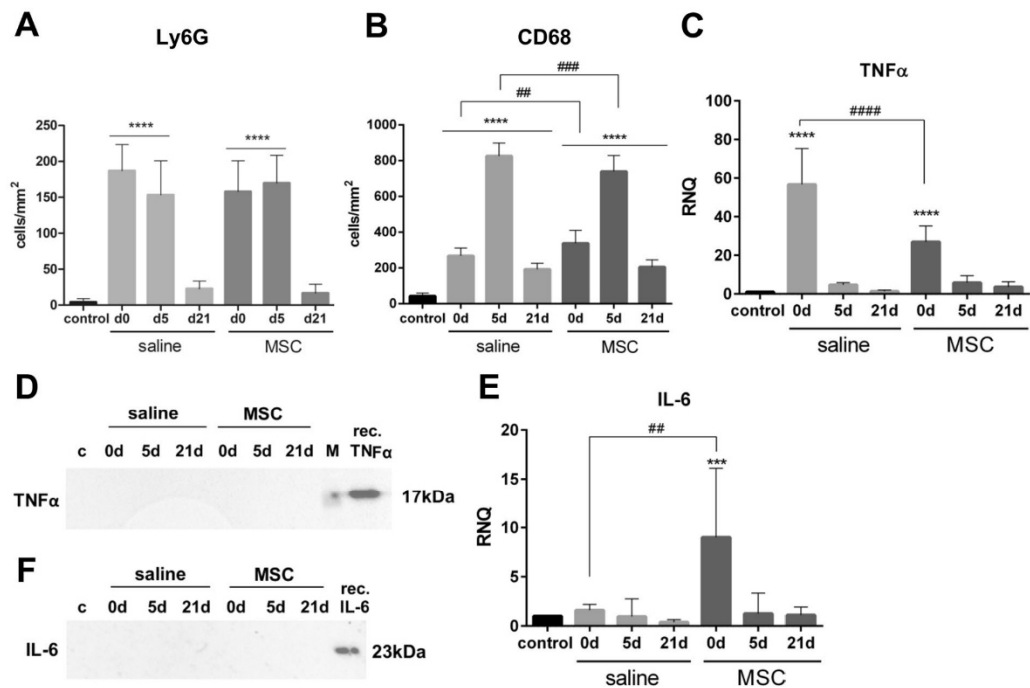 A
Ly6G
250
200
150
100
50
0
cells/mm²
**** ****
control d0 d5 d21 d0 d5 d21
saline MSC
B
CD68
###
##
**** ****
1000
800
600
400
200
0
cells/mm²
control 0d 5d 21d 0d 5d 21d
saline MSC
C
TNFα
####
**** ****
100
80
60
40
20
0
RNQ
control 0d 5d 21d 0d 5d 21d
saline MSC
D
saline MSC
rec.
c 0d 5d 21d 0d 5d 21d M TNFα
TNFα 17kDa
E
IL-6
##
***
20
15
10
5
0
RNQ
control 0d 5d 21d 0d 5d 21d
saline MSC
F
saline MSC
rec.
c 0d 5d 21d 0d 5d 21d IL-6
IL-6 23kDa